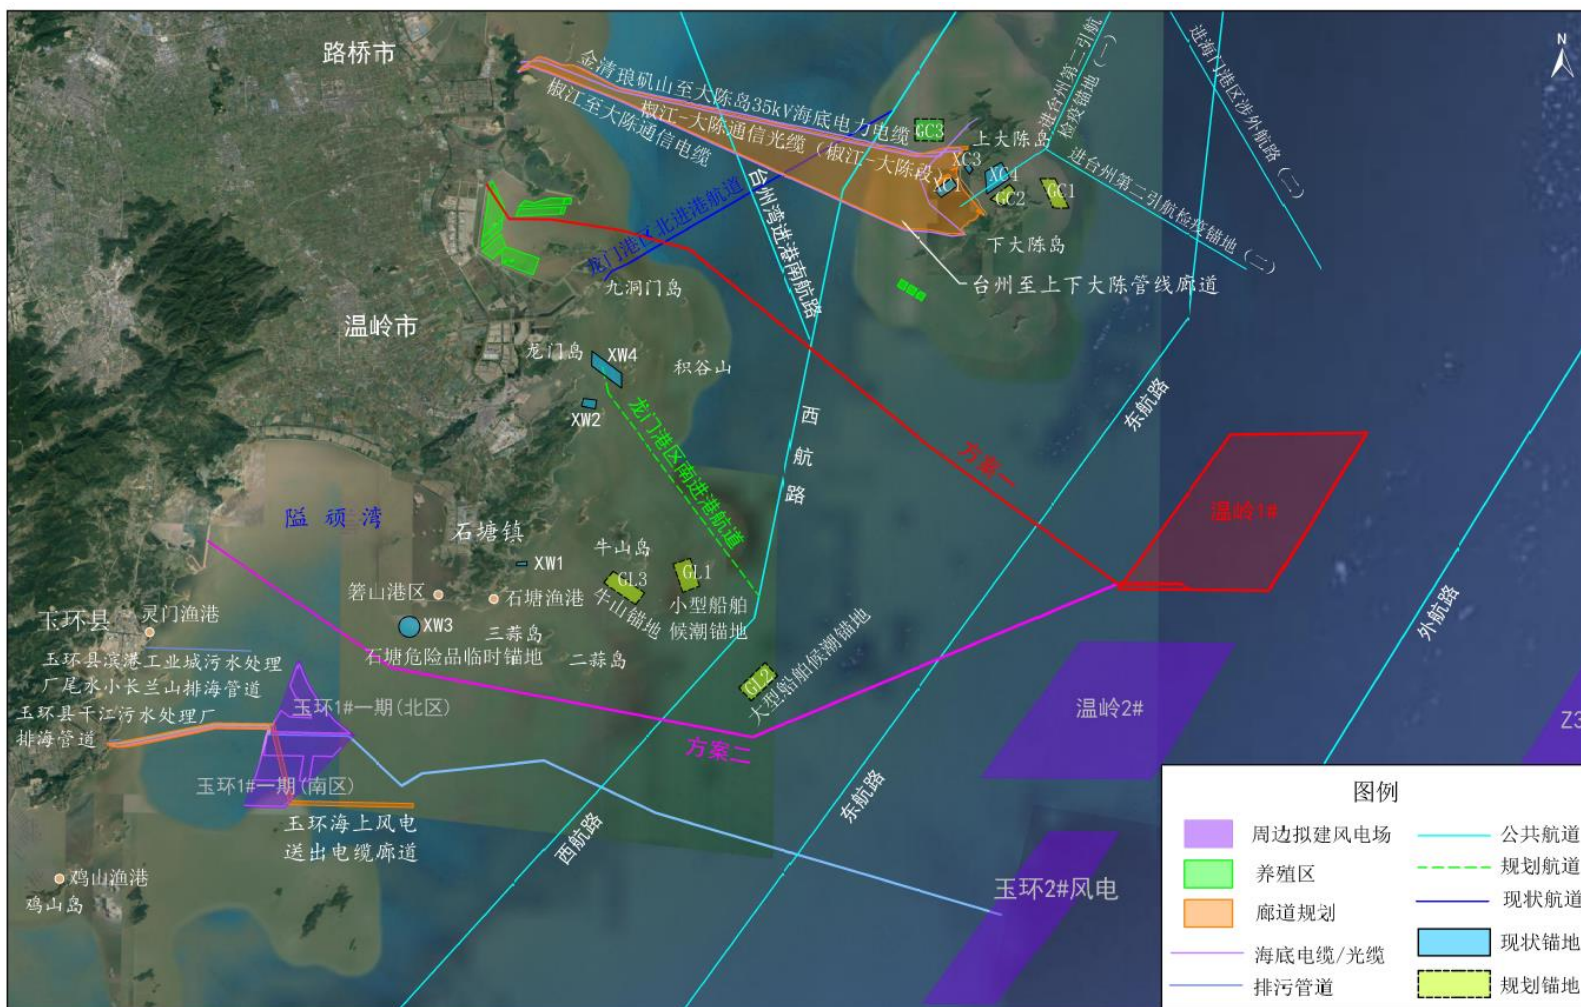 路桥市
金清琅矶山至大陈岛35kV海底电力电缆
椒江-大陈通信光缆（椒江-大陈段）
椒江至大陈通信电缆
GC3
上大陈岛
XC3
XC1
XC4
GC2
GC1
进台州第二引航
检疫锚地（一）
进海门港区涉外航路（二）
进台州第二引航检疫锚地（二）
下大陈岛
台州至上下大陈管线廊道
N
台州湾进港南航路
龙门港区北进港航道
九洞门岛
温岭市
龙门岛
XW4
积谷山
XW2
龙门港区南进港航道
西航路
东航路
方案一
温岭1#
隘顽湾
石塘镇
XW1
牛山岛
GL3
GL1
牛山锚地
小型船舶
候潮锚地
箬山港区
石塘渔港
XW3
三蒜岛
石塘危险品临时锚地
二蒜岛
GL2
大型船舶候潮锚地
外航路
玉环县
灵门渔港
玉环县滨港工业城污水处理
厂尾水小长兰山排海管道
玉环县干江污水处理厂
排海管道
玉环1#一期(北区)
玉环1#一期(南区)
方案二
温岭2#
Z3
玉环海上风电
送出电缆廊道
西航路
东航路
玉环2#风电
鸡山渔港
鸡山岛
图例
周边拟建风电场
公共航道
养殖区
规划航道
廊道规划
现状航道
海底电缆/光缆
现状锚地
排污管道
规划锚地